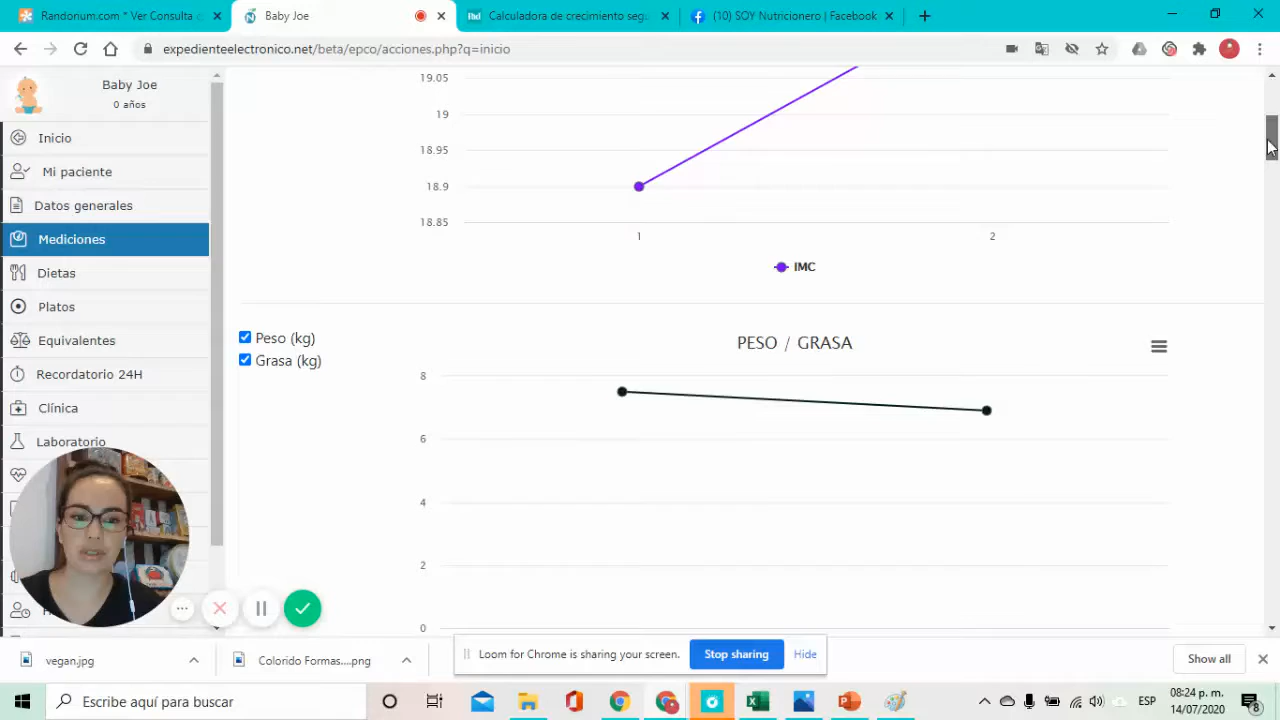 Randonum.com * Ver Consulta
Baby Joe
Calculadora de crecimiento segu
(10) SOY Nutricionero | Facebook
expedienteelectronico.net/beta/epco/acciones.php?q=inicio
Baby Joe
0 años
Inicio
Mi paciente
Datos generales
Mediciones
Dietas
Platos
Equivalentes
Recordatorio 24H
Clínica
Laboratorio
19.05
19
18.95
18.9
18.85
1
2
IMC
Peso (kg)
Grasa (kg)
PESO / GRASA
8
6
4
2
0
vegan.jpg
Colorido Formas....png
Loom for Chrome is sharing your screen.
Stop sharing
Hide
Show all
Escribe aquí para buscar
ESP
08:24 p. m.
14/07/2020
8